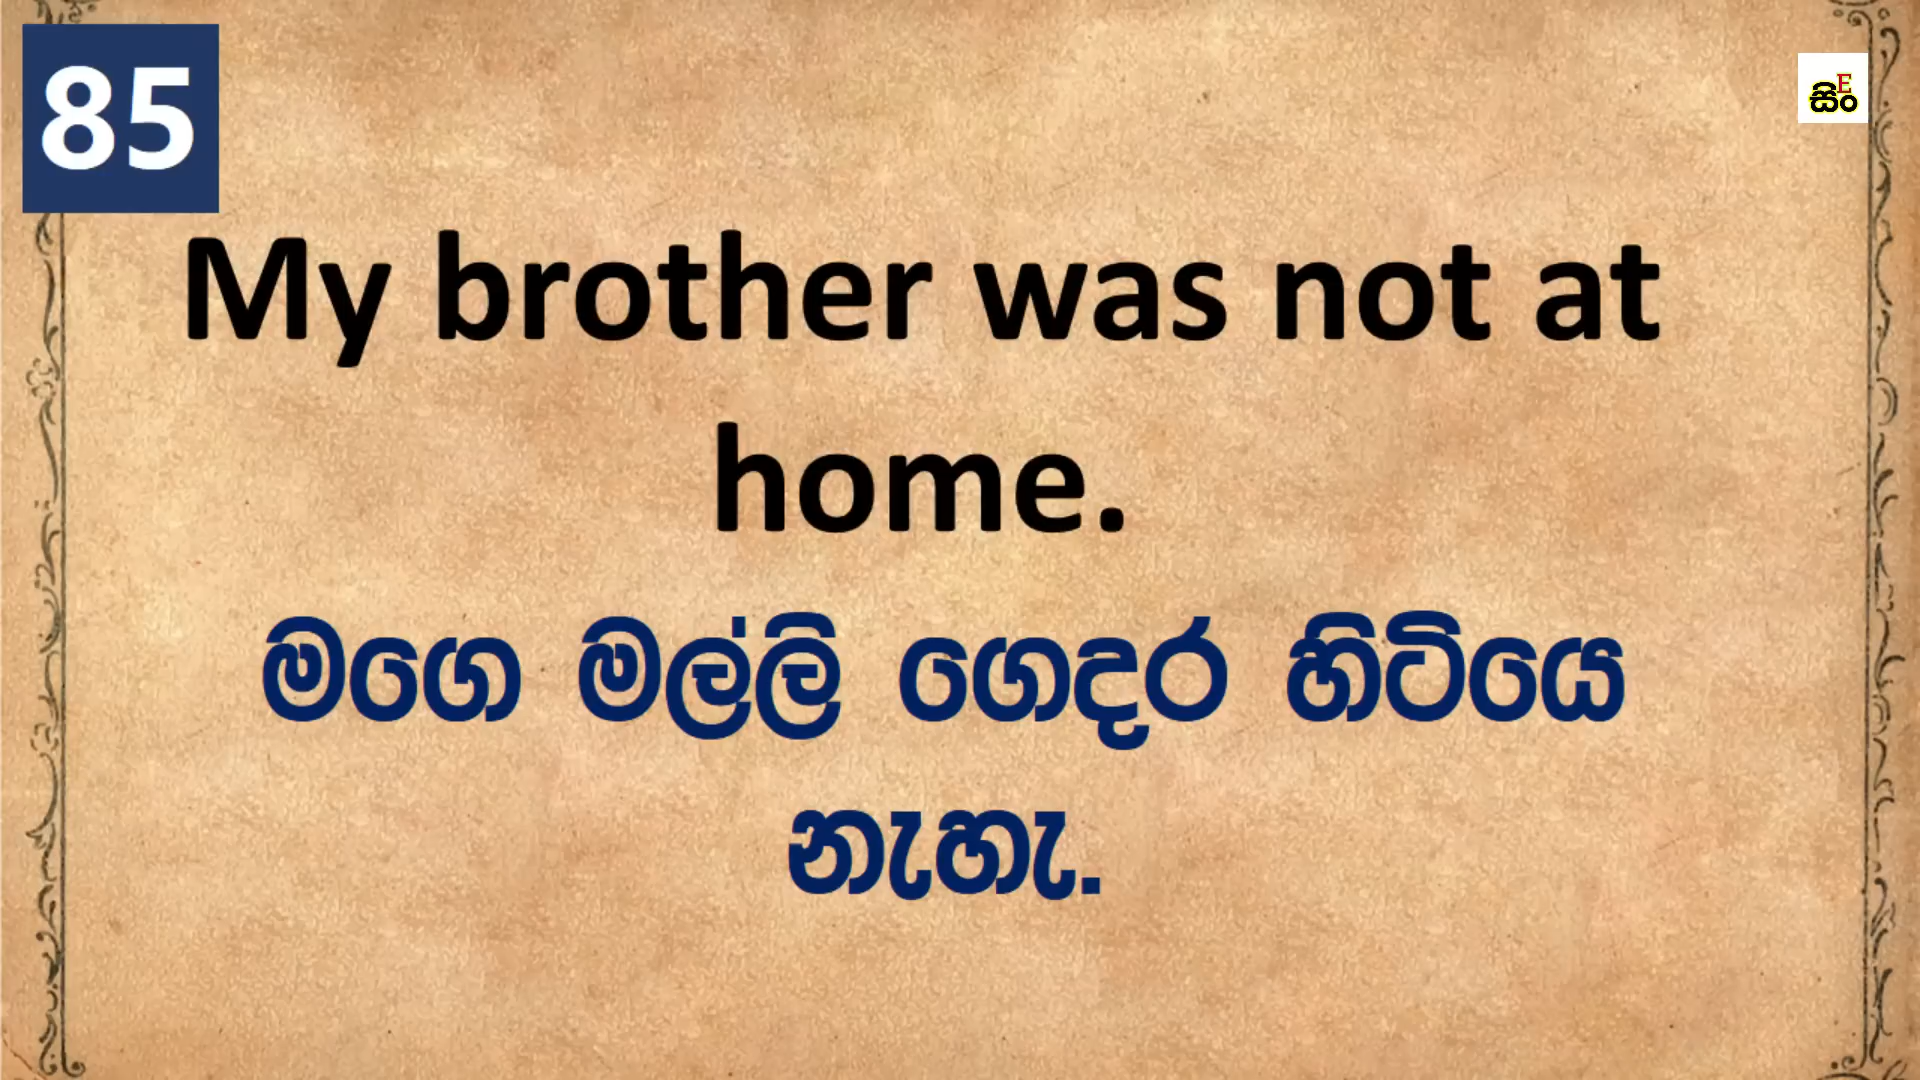 85
E
සිං
My brother was not at
home.
මගෙ මල්ලි ගෙදර හිටියෙ
නැහැ.